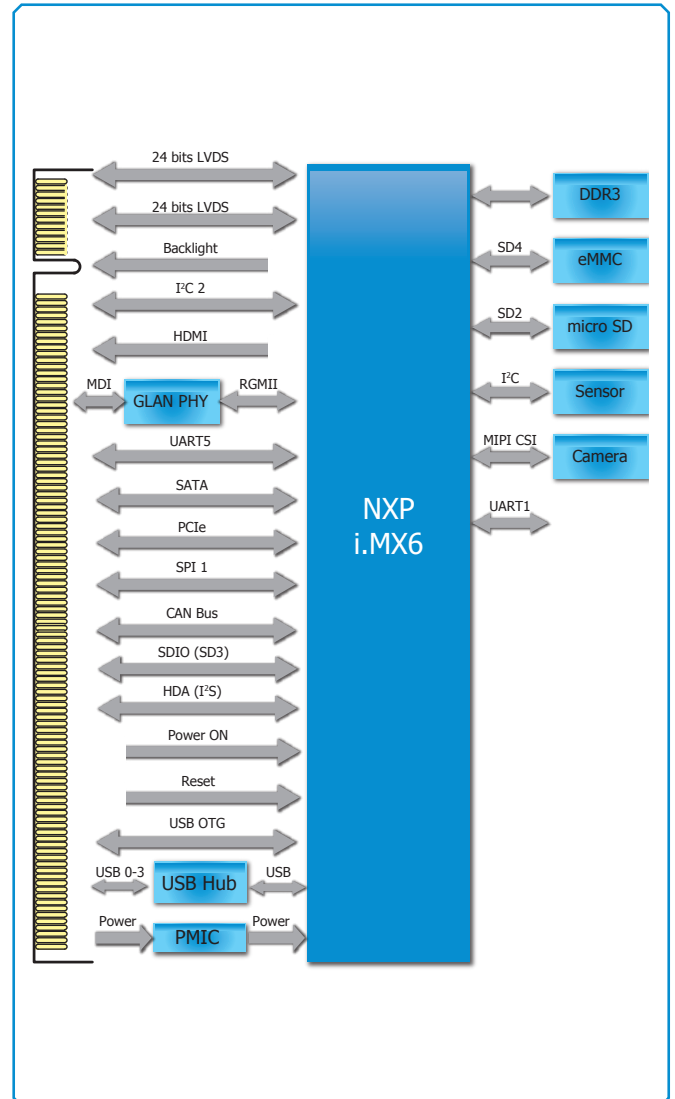 24 bits LVDS
24 bits LVDS
Backlight
I²C 2
HDMI
MDI
GLAN PHY
RGMII
UART5
SATA
PCIe
SPI 1
CAN Bus
SDIO (SD3)
HDA (I²S)
Power ON
Reset
USB OTG
USB 0-3
USB Hub
USB
Power
PMIC
Power
NXP
i.MX6
DDR3
SD4
eMMC
SD2
micro SD
I²C
Sensor
MIPI CSI
Camera
UART1